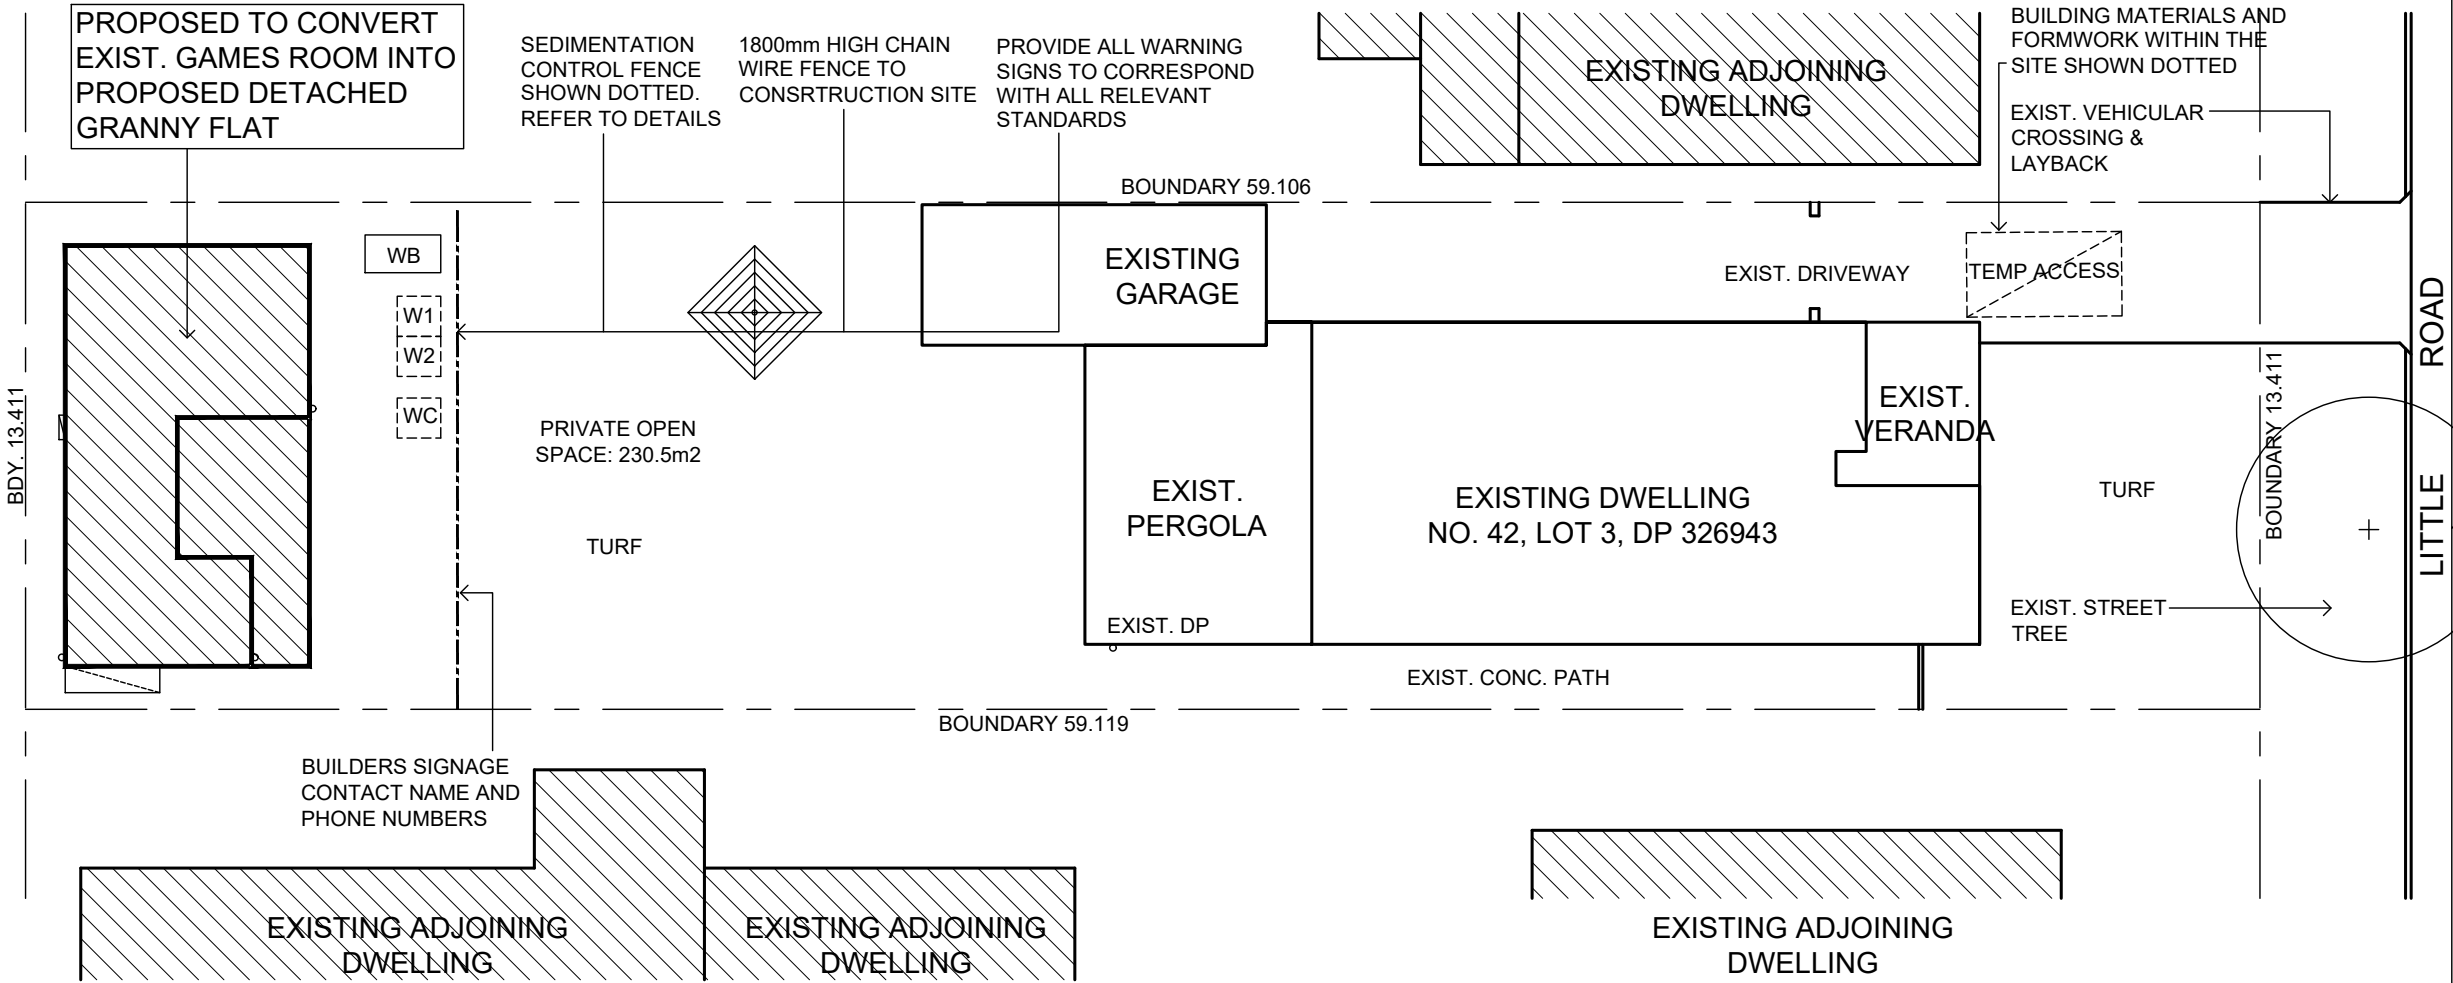 PROPOSED TO CONVERT
EXIST. GAMES ROOM INTO
PROPOSED DETACHED
GRANNY FLAT
SEDIMENTATION
CONTROL FENCE
SHOWN DOTTED.
REFER TO DETAILS
1800mm HIGH CHAIN
WIRE FENCE TO
CONSRTRUCTION SITE
PROVIDE ALL WARNING
SIGNS TO CORRESPOND
WITH ALL RELEVANT
STANDARDS
EXISTING ADJOINING
DWELLING
BUILDING MATERIALS AND
FORMWORK WITHIN THE
SITE SHOWN DOTTED
EXIST. VEHICULAR
CROSSING &
LAYBACK
BOUNDARY 59.106
WB
W1
W2
WC
EXISTING
GARAGE
EXIST. DRIVEWAY
TEMP ACCESS
LITTLE ROAD
BDY. 13.411
PRIVATE OPEN
SPACE: 230.5m2
TURF
EXIST.
PERGOLA
EXIST. DP
EXISTING DWELLING
NO. 42, LOT 3, DP 326943
EXIST.
VERANDA
TURF
BOUNDARY 13.411
EXIST. STREET
TREE
EXIST. CONC. PATH
BOUNDARY 59.119
BUILDERS SIGNAGE
CONTACT NAME AND
PHONE NUMBERS
EXISTING ADJOINING
DWELLING
EXISTING ADJOINING
DWELLING
EXISTING ADJOINING
DWELLING